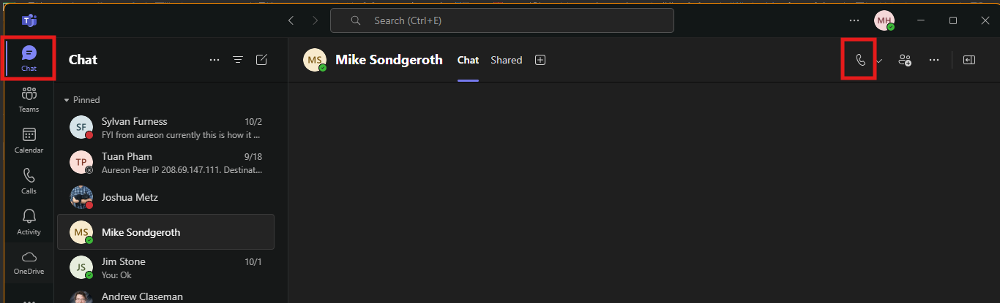 Search (Ctrl+E)
MH
Chat
Teams
Calendar
Calls
Activity
OneDrive
Chat
Pinned
SF
Sylvan Furness 10/2
FYI from aureon currently this is how it ...
TP
Tuan Pham 9/18
Aureon Peer IP 208.69.147.111. Destinat...
Joshua Metz
MS
Mike Sondgeroth
JS
Jim Stone 10/1
You: Ok
Andrew Claseman
MS
Mike Sondgeroth Chat Shared